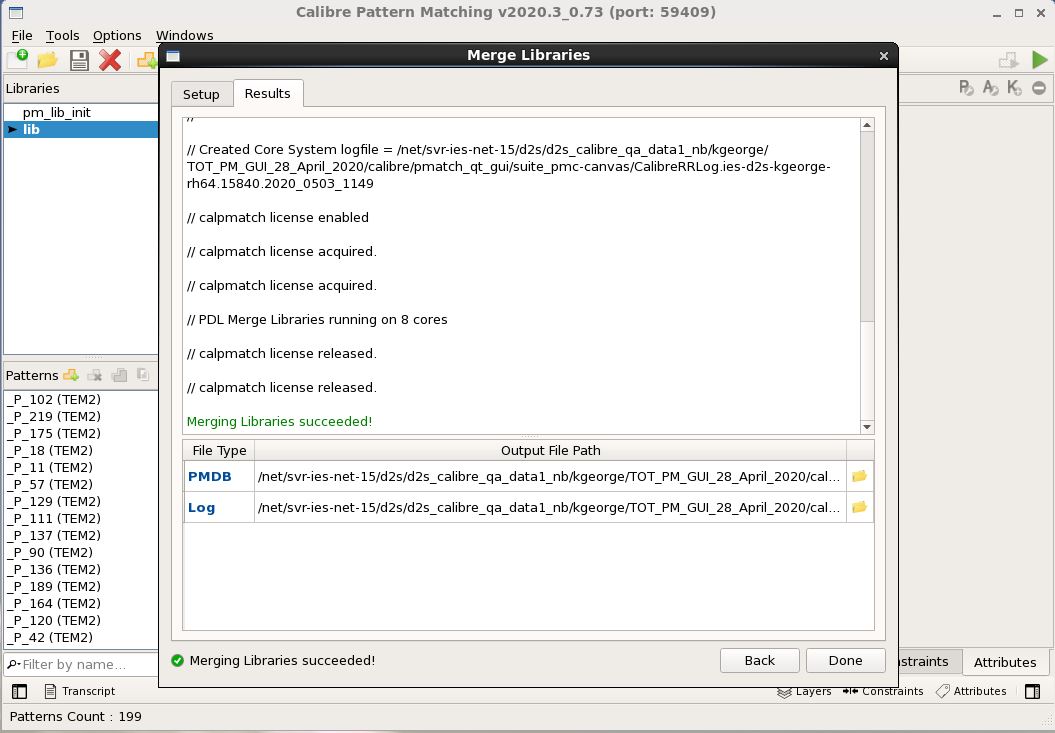 Calibre Pattern Matching v2020.3_0.73 (port: 59409)
File Tools Options Windows
Merge Libraries
Setup Results
Libraries
pm_lib_init
lib
//
// Created Core System logfile = /net/svr-ies-net-15/d2s/d2s_calibre_qa_data1_nb/kgeorge/
TOT_PM_GUI_28_April_2020/calibre/pmatch_qt_gui/suite_pmc-canvas/CalibreRRLog.ies-d2s-kgeorge-
rh64.15840.2020_0503_1149
// calpmatch license enabled
// calpmatch license acquired.
// calpmatch license acquired.
// PDL Merge Libraries running on 8 cores
// calpmatch license released.
// calpmatch license released.
Merging Libraries succeeded!
File Type Output File Path
PMDB /net/svr-ies-net-15/d2s/d2s_calibre_qa_data1_nb/kgeorge/TOT_PM_GUI_28_April_2020/cal...
Log /net/svr-ies-net-15/d2s/d2s_calibre_qa_data1_nb/kgeorge/TOT_PM_GUI_28_April_2020/cal...
Merging Libraries succeeded!
Back Done
Patterns
_P_102 (TEM2)
_P_219 (TEM2)
_P_175 (TEM2)
_P_18 (TEM2)
_P_11 (TEM2)
_P_57 (TEM2)
_P_129 (TEM2)
_P_111 (TEM2)
_P_137 (TEM2)
_P_90 (TEM2)
_P_136 (TEM2)
_P_189 (TEM2)
_P_164 (TEM2)
_P_120 (TEM2)
_P_42 (TEM2)
Filter by name...
straints Attributes
Transcript Layers Constraints Attributes
Patterns Count : 199